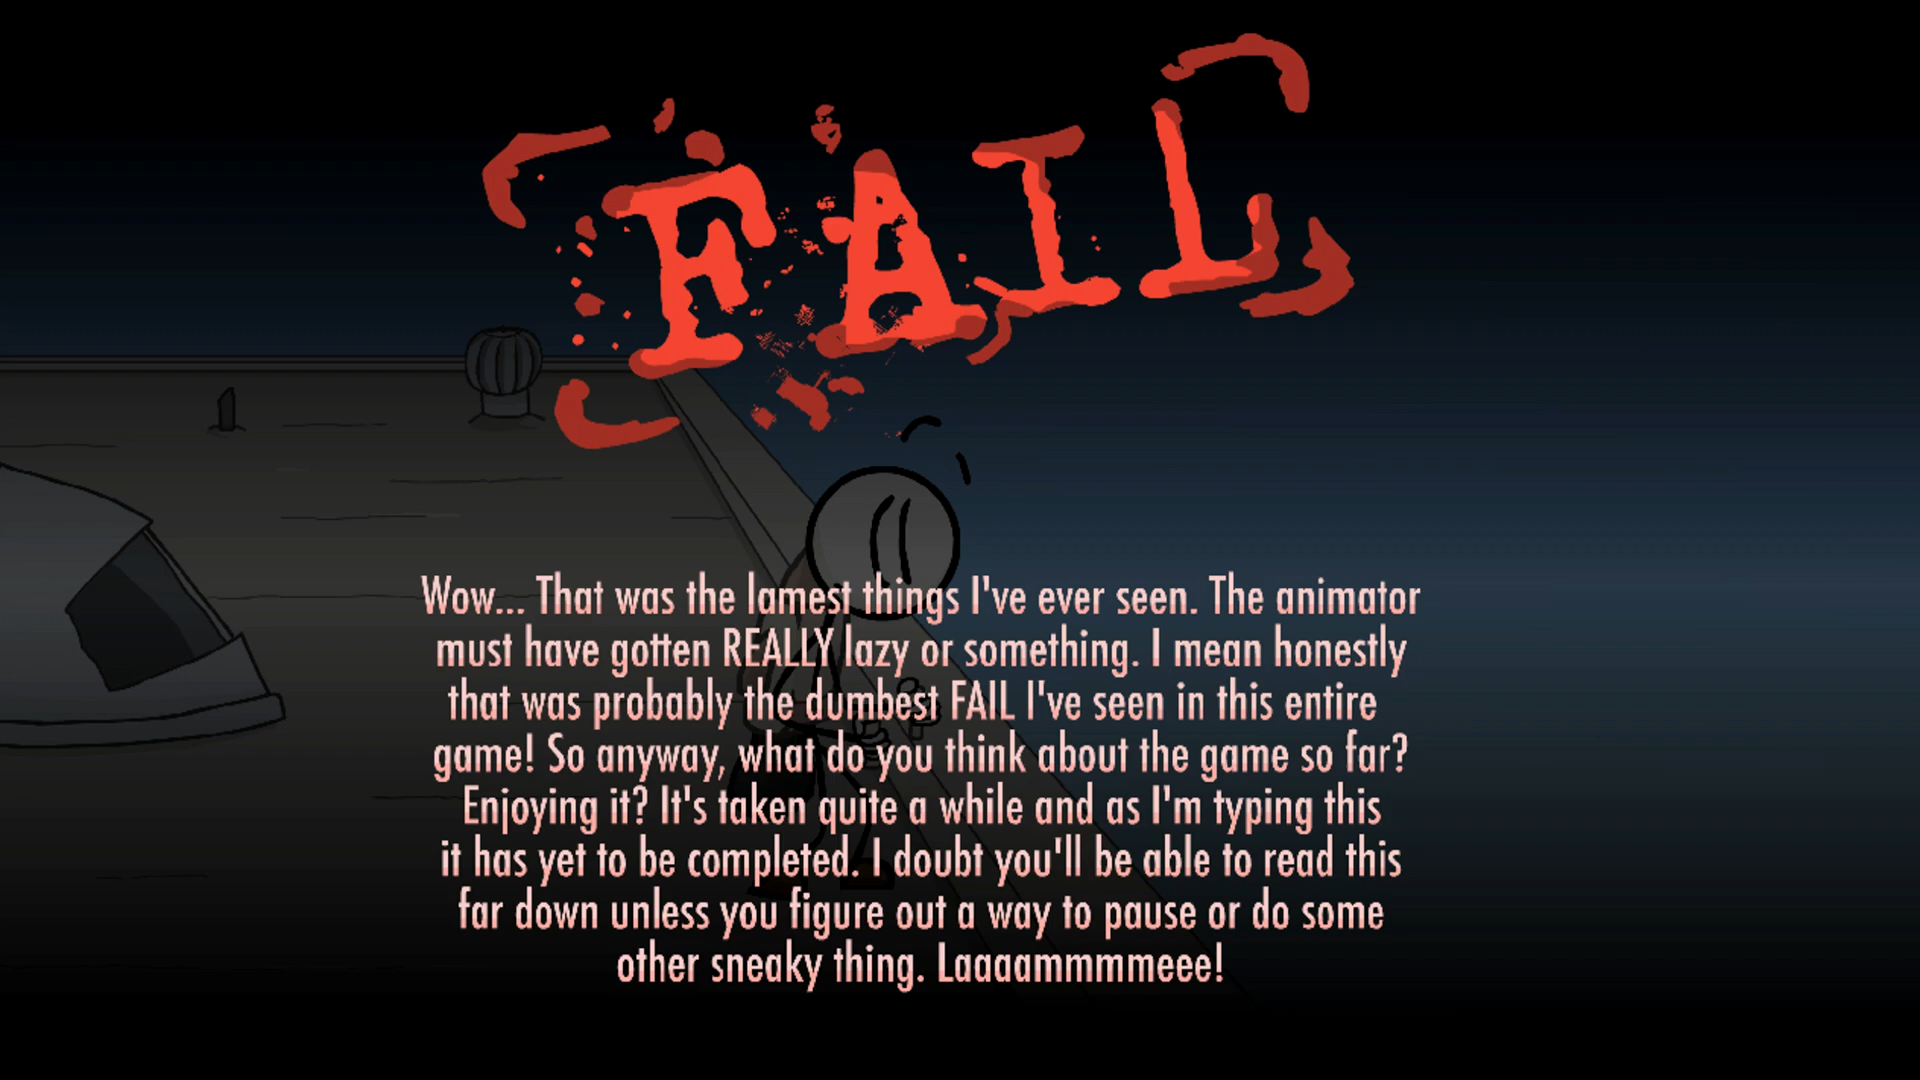 FAIL
Wow... That was the lamest things I've ever seen. The animator
must have gotten REALLY lazy or something. I mean honestly
that was probably the dumbest FAIL I've seen in this entire
game! So anyway, what do you think about the game so far?
Enjoying it? It's taken quite a while and as I'm typing this
it has yet to be completed. I doubt you'll be able to read this
far down unless you figure out a way to pause or do some
other sneaky thing. Laaaammmmeee!